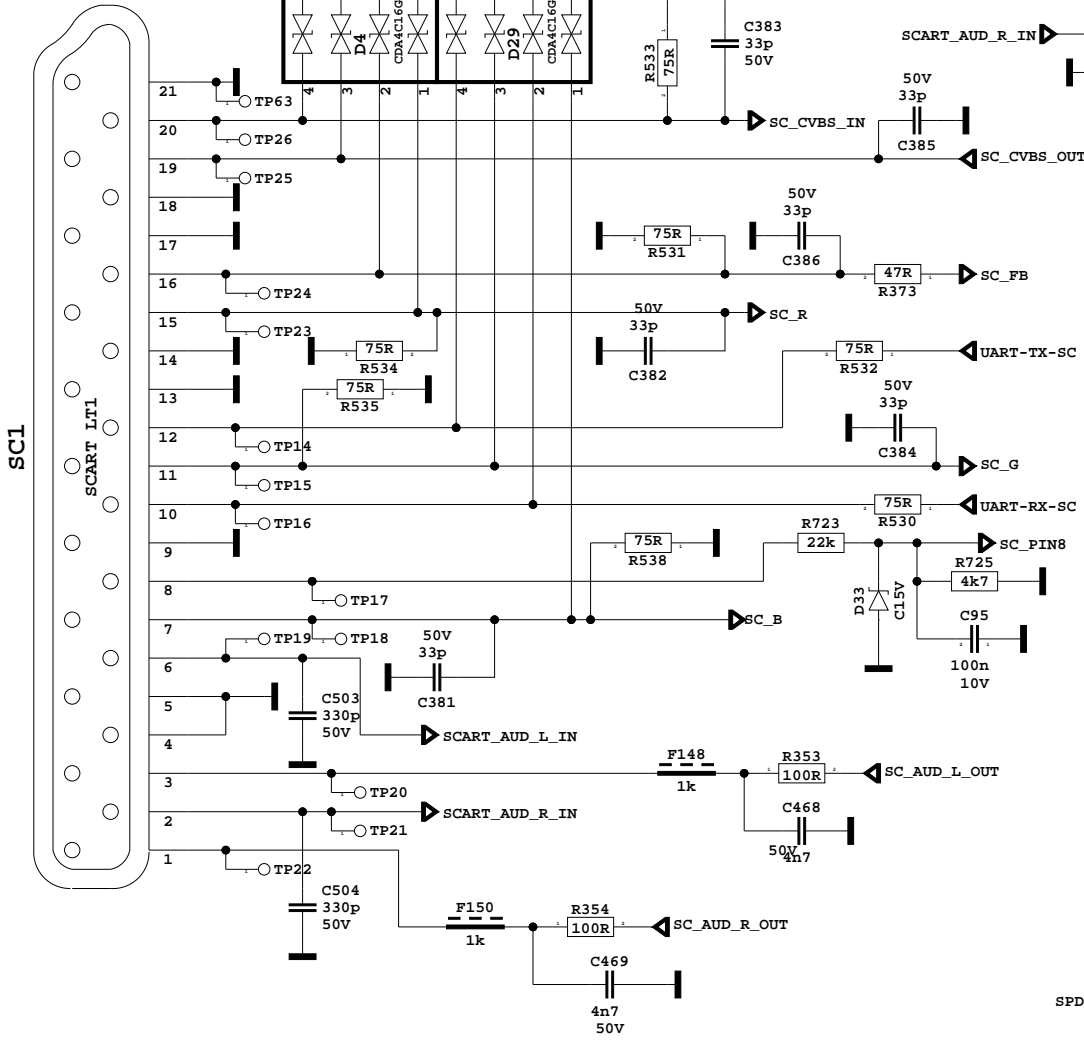 SC1
SCART LT1
21
20
19
18
17
16
15
14
13
12
11
10
9
8
7
6
5
4
3
2
1
D4
CDA4C16G
4
3
2
1
D29
CDA4C16G
4
3
2
1
R533
75R
C383
33p
50V
SCART_AUD_R_IN
TP63
TP26
SC_CVBS_IN
50V
33p
C385
TP25
SC_CVBS_OUT
75R
R531
50V
33p
C386
TP24
47R
R373
SC_FB
TP23
SC_R
75R
R534
50V
33p
C382
75R
R532
UART-TX-SC
75R
R535
50V
33p
C384
TP14
TP15
SC_G
TP16
75R
R530
UART-RX-SC
75R
R538
R723
22k
SC_PIN8
R725
4k7
D33
C15V
C95
100n
10V
TP17
TP19
TP18
SC_B
50V
33p
C381
C503
330p
50V
SCART_AUD_L_IN
F148
1k
R353
100R
SC_AUD_L_OUT
TP20
C468
50V
4n7
SCART_AUD_R_IN
TP21
TP22
C504
330p
50V
F150
1k
R354
100R
SC_AUD_R_OUT
C469
4n7
50V
SPD